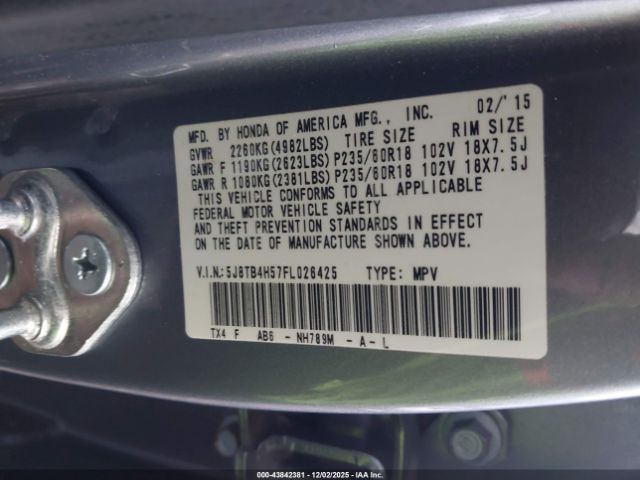 MFD. BY HONDA OF AMERICA MFG., INC. 02/'15
GVWR 2260KG(4982LBS) TIRE SIZE RIM SIZE
GAWR F 1190KG(2623LBS) P235/60R18 102V 18X7.5J
GAWR R 1080KG(2381LBS) P235/60R18 102V 18X7.5J
THIS VEHICLE CONFORMS TO ALL APPLICABLE
FEDERAL MOTOR VEHICLE SAFETY
AND THEFT PREVENTION STANDARDS IN EFFECT
ON THE DATE OF MANUFACTURE SHOWN ABOVE.
V.I.N.:5J8TB4H57FL026425 TYPE: MPV
TX4 F AB6 - NH789M - A - L
000-43842381 - 12/02/2025 - IAAI.COM